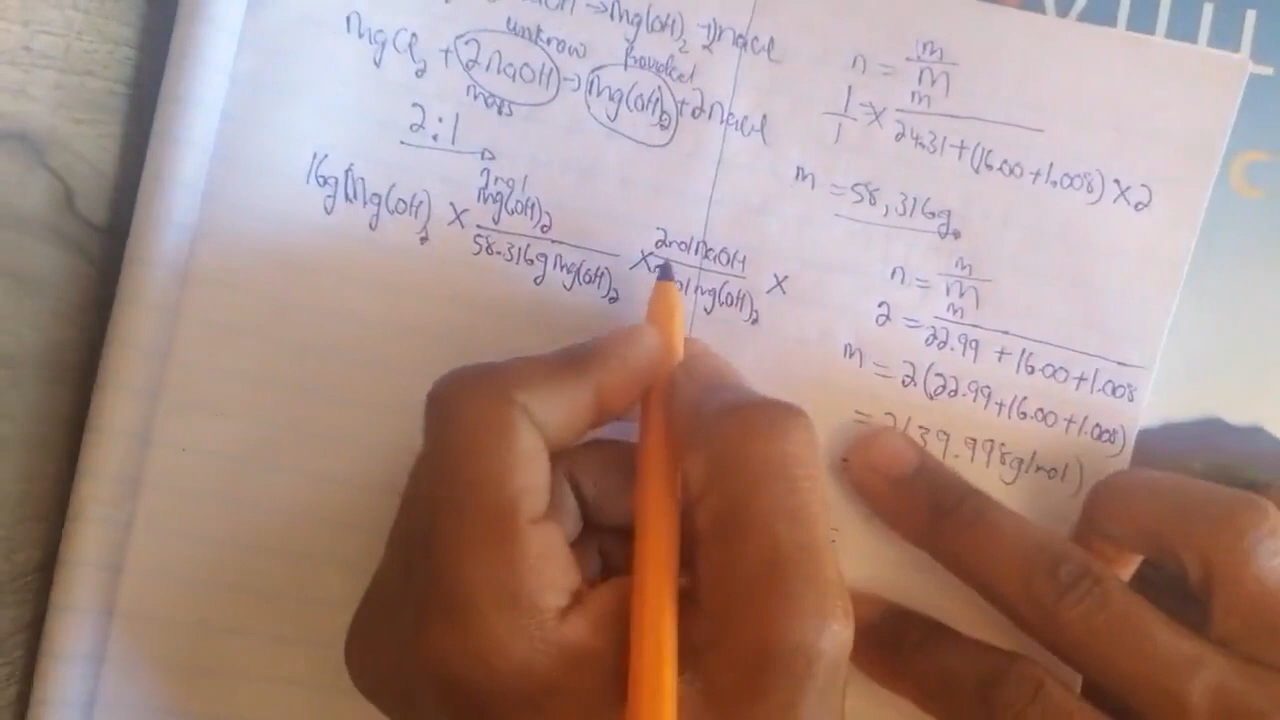 → Mg(OH)₂ + 2NaCl
unknow
provided
MgCl₂ + 2NaOH → Mg(OH)₂ + 2NaCl
mass
2:1
16g Mg(OH)₂ × 1mol Mg(OH)₂ / 58.316g Mg(OH)₂ × 2mol NaOH / mol Mg(OH)₂ ×
n = m/M
1/1 = × m / 24.31+(16.00+1.008)×2
m = 58,316g.
n = m/M
2 = m / 22.99 + 16.00+1.008
m = 2(22.99+16.00+1.008)
= 2(39.998g/mol)